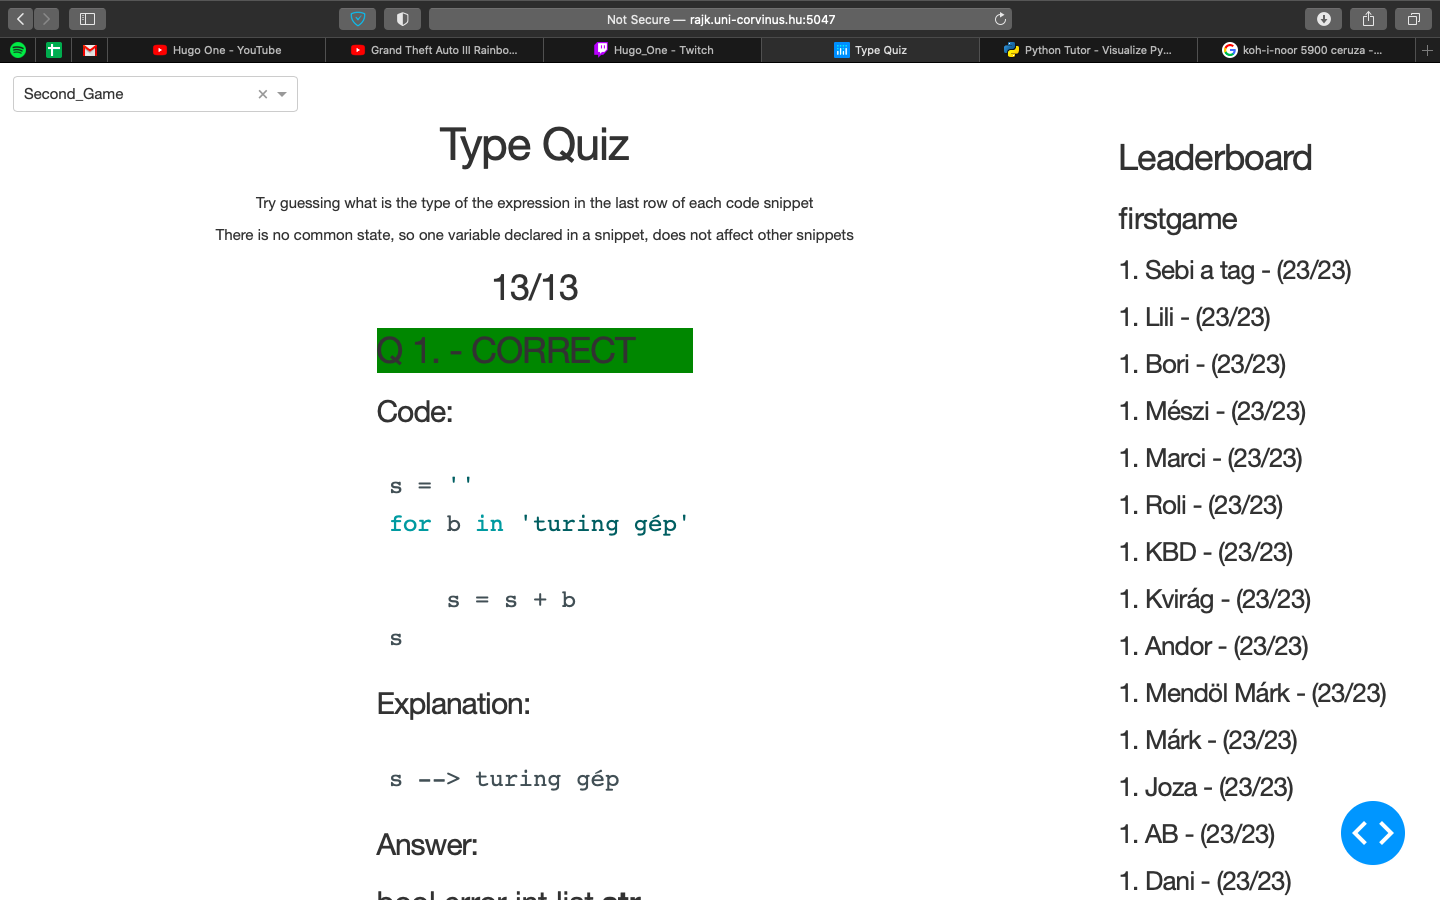 Not Secure — rajk.uni-corvinus.hu:5047
Hugo One - YouTube
Grand Theft Auto III Rainbo...
Hugo_One - Twitch
Type Quiz
Python Tutor - Visualize Py...
koh-i-noor 5900 ceruza -...
Second_Game
Type Quiz
Try guessing what is the type of the expression in the last row of each code snippet
There is no common state, so one variable declared in a snippet, does not affect other snippets
13/13
Q 1. - CORRECT
Code:
s = ''
for b in 'turing gép'
s = s + b
s
Explanation:
s --> turing gép
Answer:
bool error int list str
Leaderboard
firstgame
1. Sebi a tag - (23/23)
1. Lili - (23/23)
1. Bori - (23/23)
1. Mészi - (23/23)
1. Marci - (23/23)
1. Roli - (23/23)
1. KBD - (23/23)
1. Kvirág - (23/23)
1. Andor - (23/23)
1. Mendöl Márk - (23/23)
1. Márk - (23/23)
1. Joza - (23/23)
1. AB - (23/23)
1. Dani - (23/23)